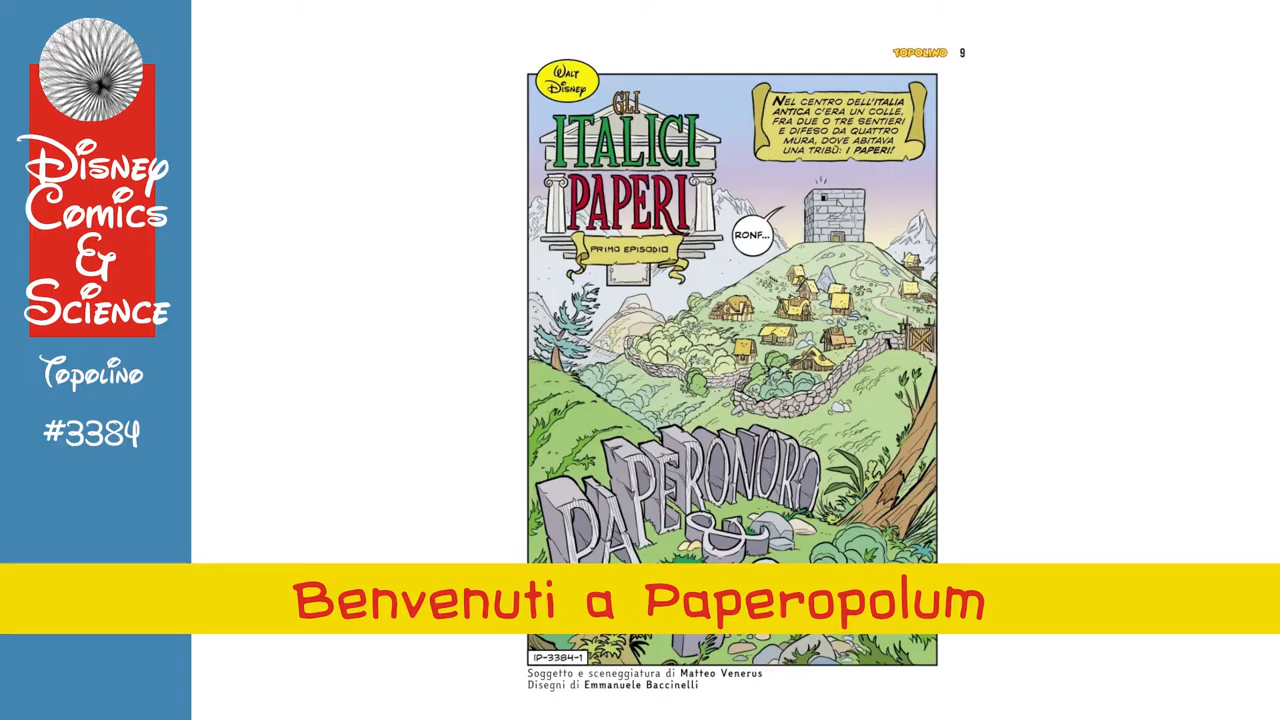 Disney
Comics
&
Science
Topolino
#3384
TOPOLINO 9
Walt
Disney
GLI
ITALICI
PAPERI
PRIMO EPISODIO
NEL CENTRO DELL'ITALIA
ANTICA C'ERA UN COLLE,
FRA DUE O TRE SENTIERI
E DIFESO DA QUATTRO
MURA, DOVE ABITAVA
UNA TRIBÙ: I PAPERI!
RONF...
PAPERONORO
&
Benvenuti a Paperopolum
IP-3384-1
Soggetto e sceneggiatura di Matteo Venerus
Disegni di Emmanuele Baccinelli